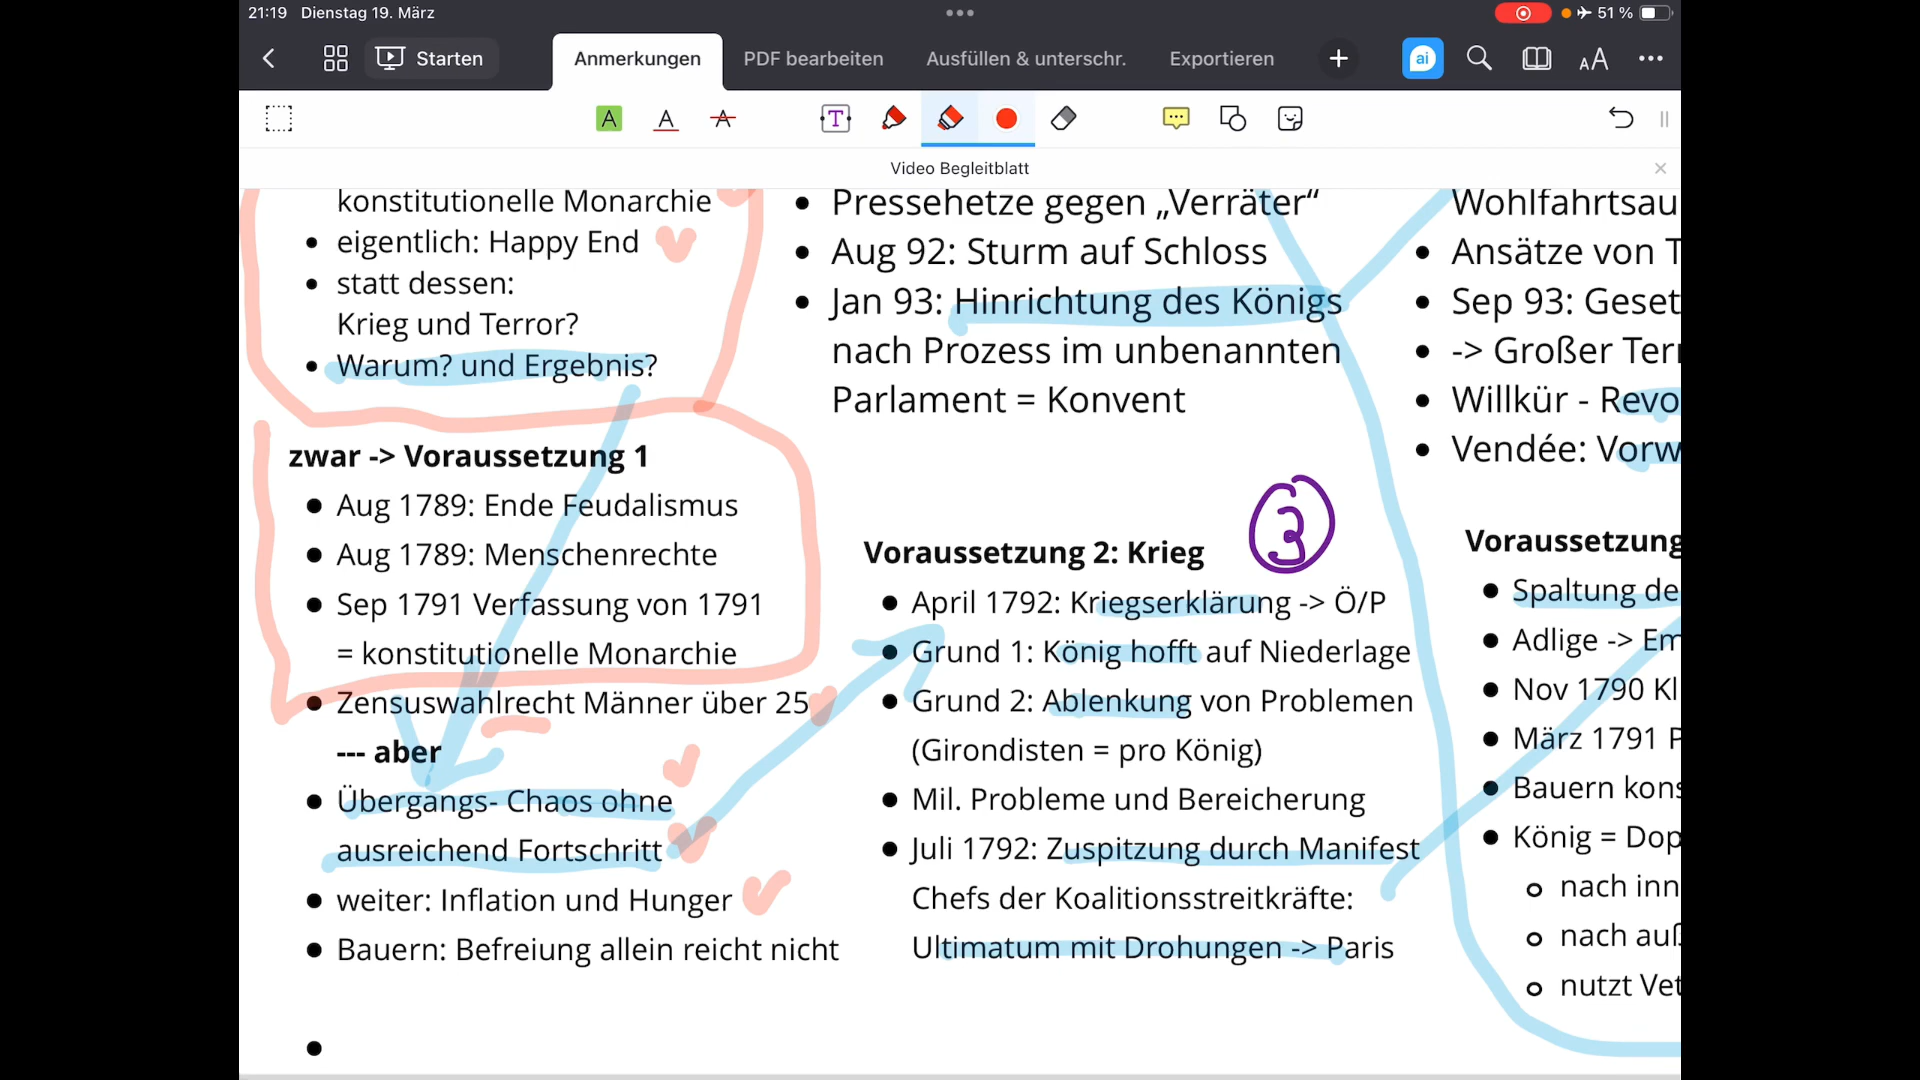 21:19 Dienstag 19. März
51 %
Starten
Anmerkungen
PDF bearbeiten
Ausfüllen & unterschr.
Exportieren
ai
AA
A A A T
Video Begleitblatt
konstitutionelle Monarchie
• eigentlich: Happy End
• statt dessen:
Krieg und Terror?
• Warum? und Ergebnis?
zwar -> Voraussetzung 1
• Aug 1789: Ende Feudalismus
• Aug 1789: Menschenrechte
• Sep 1791 Verfassung von 1791
= konstitutionelle Monarchie
• Zensuswahlrecht Männer über 25
--- aber
• Übergangs- Chaos ohne
ausreichend Fortschritt
• weiter: Inflation und Hunger
• Bauern: Befreiung allein reicht nicht
•
• Pressehetze gegen „Verräter“
• Aug 92: Sturm auf Schloss
• Jan 93: Hinrichtung des Königs
nach Prozess im unbenannten
Parlament = Konvent
3
Voraussetzung 2: Krieg
• April 1792: Kriegserklärung -> Ö/P
• Grund 1: König hofft auf Niederlage
• Grund 2: Ablenkung von Problemen
(Girondisten = pro König)
• Mil. Probleme und Bereicherung
• Juli 1792: Zuspitzung durch Manifest
Chefs der Koalitionsstreitkräfte:
Ultimatum mit Drohungen -> Paris
Wohlfahrtsau
• Ansätze von T
• Sep 93: Geset
• -> Großer Terr
• Willkür - Revo
• Vendée: Vorw
Voraussetzung
• Spaltung de
• Adlige -> Em
• Nov 1790 Kl
• März 1791 P
• Bauern kons
• König = Dop
o nach inn
o nach auß
o nutzt Vet